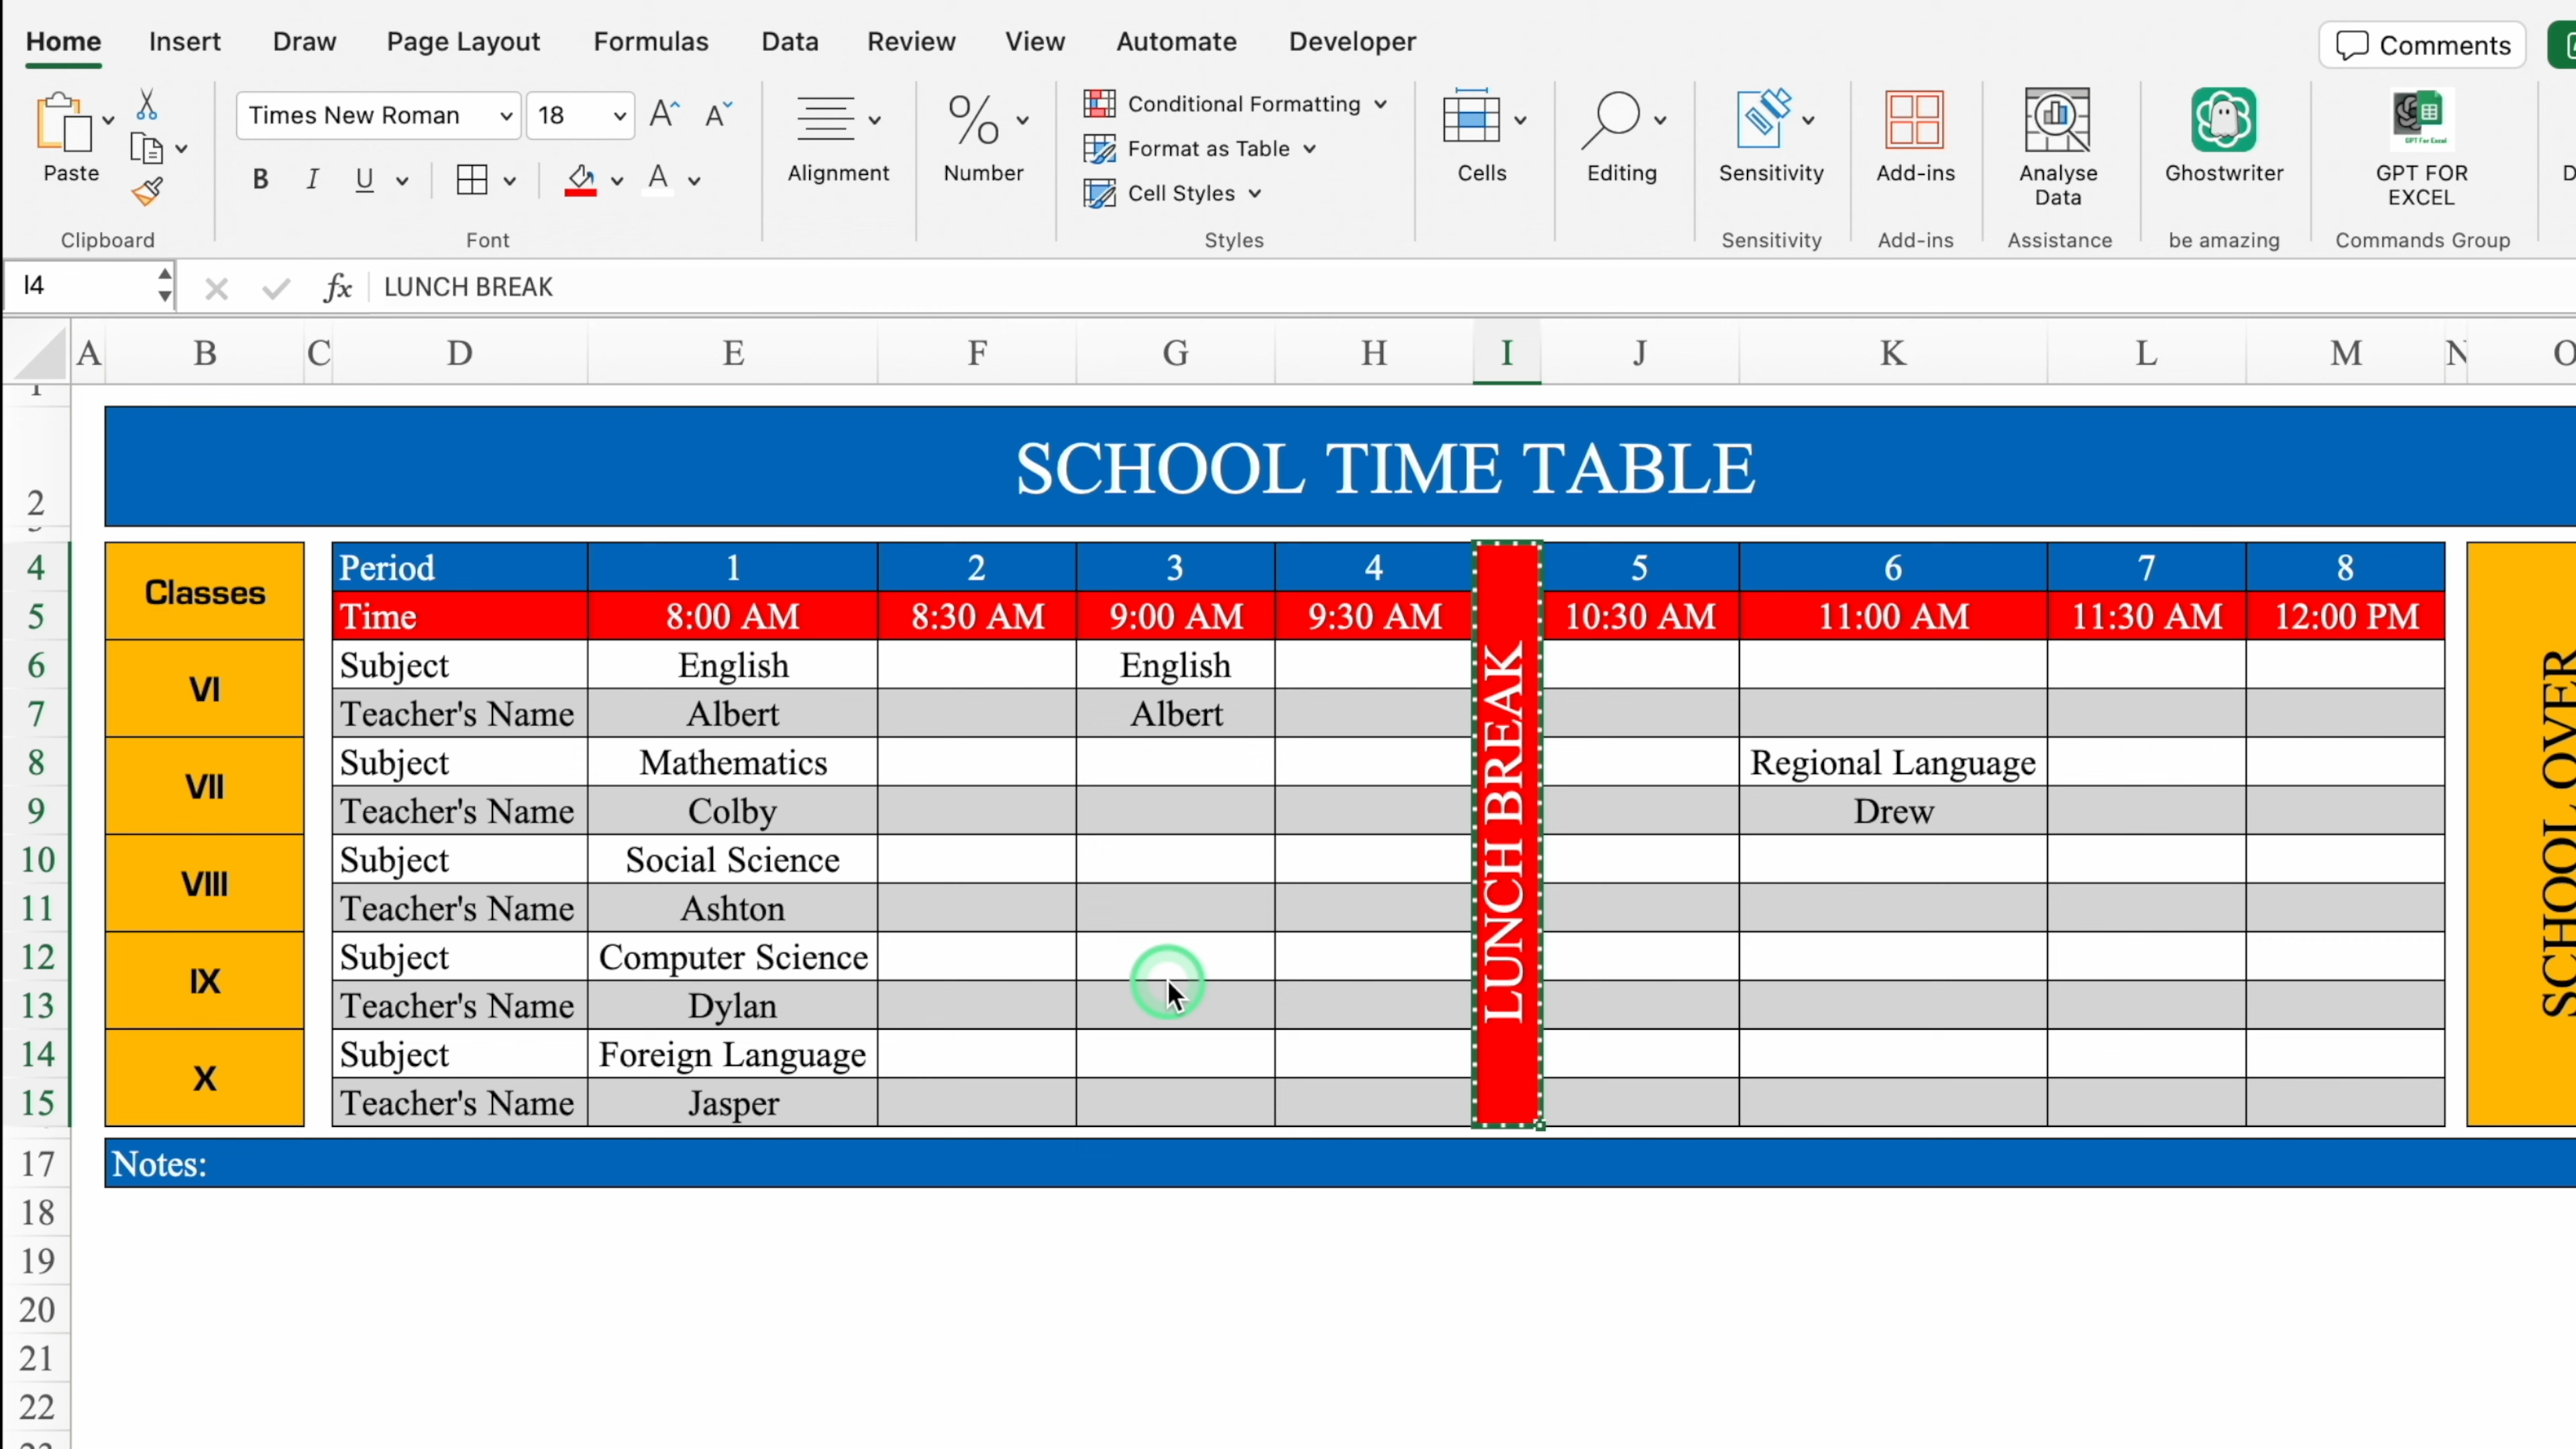 Home Insert Draw Page Layout Formulas Data Review View Automate Developer Comments
Paste
Times New Roman 18
B I U A
Alignment
% Number
Conditional Formatting
Format as Table
Cell Styles
Cells
Editing
Sensitivity
Add-ins
Analyse Data
Ghostwriter
GPT For Excel
GPT FOR EXCEL
Clipboard Font Styles Sensitivity Add-ins Assistance be amazing Commands Group
I4 fx LUNCH BREAK
A B C D E F G H I J K L M N
1
2 SCHOOL TIME TABLE
4 Classes Period 1 2 3 4 5 6 7 8
5 Time 8:00 AM 8:30 AM 9:00 AM 9:30 AM 10:30 AM 11:00 AM 11:30 AM 12:00 PM
LUNCH BREAK
SCHOOL OVER
6 VI Subject English English
7 Teacher's Name Albert Albert
8 VII Subject Mathematics Regional Language
9 Teacher's Name Colby Drew
10 VIII Subject Social Science
11 Teacher's Name Ashton
12 IX Subject Computer Science
13 Teacher's Name Dylan
14 X Subject Foreign Language
15 Teacher's Name Jasper
17 Notes:
18
19
20
21
22